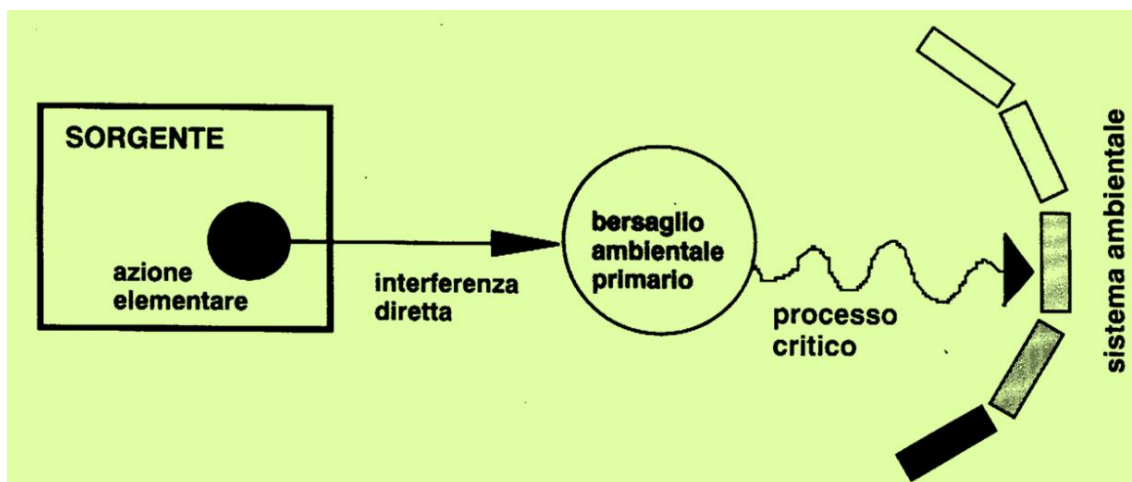 SORGENTE
azione
elementare
interferenza
diretta
bersaglio
ambientale
primario
processo
critico
sistema ambientale